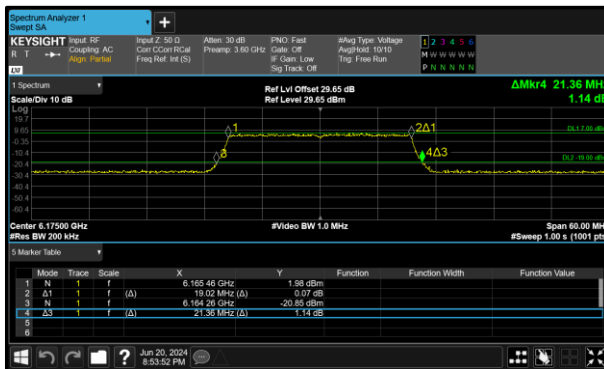 Spectrum Analyzer 1
Swept SA
+
KEYSIGHT Input: RF Input Z: 50 Ω Atten: 30 dB PNO: Fast #Avg Type: Voltage 1 2 3 4 5 6
R T Coupling: AC Corr CCorr RCal Preamp: 3.60 GHz Gate: Off Avg|Hold: 10/10 M W W W W W
Align: Partial Freq Ref: Int (S) IF Gain: Low Trig: Free Run
Sig Track: Off P N N N N N
LXI
1 Spectrum Ref Lvl Offset 29.65 dB ΔMkr4 21.36 MHz
Scale/Div 10 dB Ref Level 29.65 dBm 1.14 dB
Log
19.7
9.65 1 2Δ1 DL1 7.00 dBm
-0.35
-10.4 3 4Δ3
-20.4 DL2 -19.00 dBm
-30.4
-40.4
-50.4
-60.4
Center 6.17500 GHz #Video BW 1.0 MHz Span 60.00 MHz
#Res BW 200 kHz #Sweep 1.00 s (1001 pts)
5 Marker Table
Mode Trace Scale X Y Function Function Width Function Value
1 N 1 f 6.165 46 GHz 1.98 dBm
2 Δ1 1 f (Δ) 19.02 MHz (Δ) 0.07 dB
3 N 1 f 6.164 26 GHz -20.85 dBm
4 Δ3 1 f (Δ) 21.36 MHz (Δ) 1.14 dB
5
6
? Jun 20, 2024
8:53:52 PM